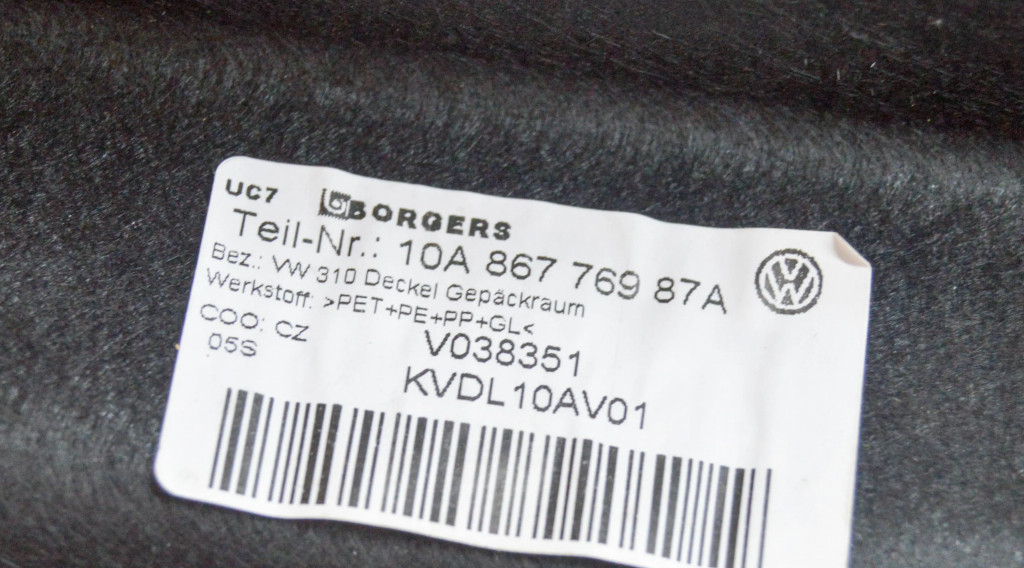 UC7 BORGERS
Teil-Nr.: 10A 867 769 87A
Bez.: VW 310 Deckel Gepäckraum
Werkstoff: >PET+PE+PP+GL<
COO: CZ
V038351
05S
KVDL10AV01